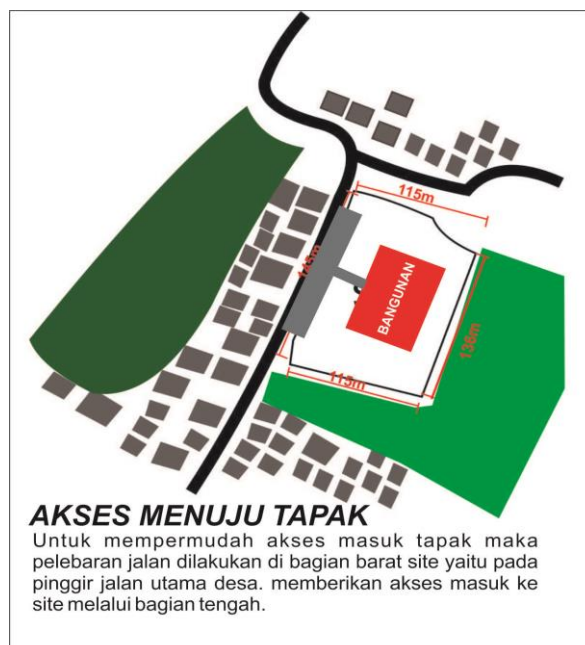 115m
BANGUNAN
136m
115m
AKSES MENUJU TAPAK
Untuk mempermudah akses masuk tapak maka
pelebaran jalan dilakukan di bagian barat site yaitu pada
pinggir jalan utama desa. memberikan akses masuk ke
site melalui bagian tengah.